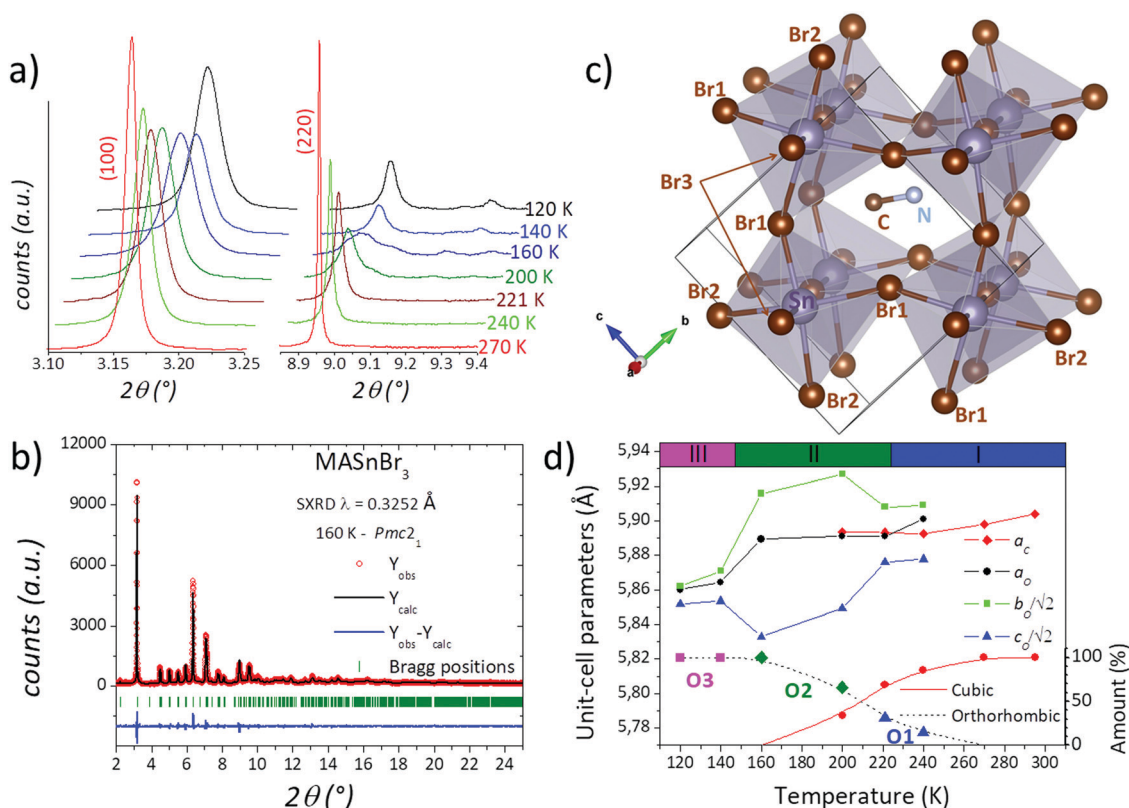 a)
counts (a.u.)
(100)
(220)
120 K
140 K
160 K
200 K
221 K
240 K
270 K
3.10 3.15 3.20 3.25 8.9 9.0 9.1 9.2 9.3 9.4
2θ (°) 2θ (°)
c)
Br2
Br1
Br3
C
N
Br1
Br2
Sn
Br1
Br2
Br2
Br1
c
b
a
b)
12000
9000
6000
3000
0
counts (a.u.)
MASnBr3
SXRD λ = 0.3252 Å
160 K - Pmc21
Yobs
Ycalc
Yobs-Ycalc
Bragg positions
2 4 6 8 10 12 14 16 18 20 22 24
2θ (°)
d)
III II I
5,94
5,92
5,90
5,88
5,86
5,84
5,82
5,80
5,78
Unit-cell parameters (Å)
ac
ao
bo/√2
co/√2
O3
O2
O1
Cubic
Orthorhombic
100
50
0
Amount (%)
120 140 160 180 200 220 240 260 280 300
Temperature (K)